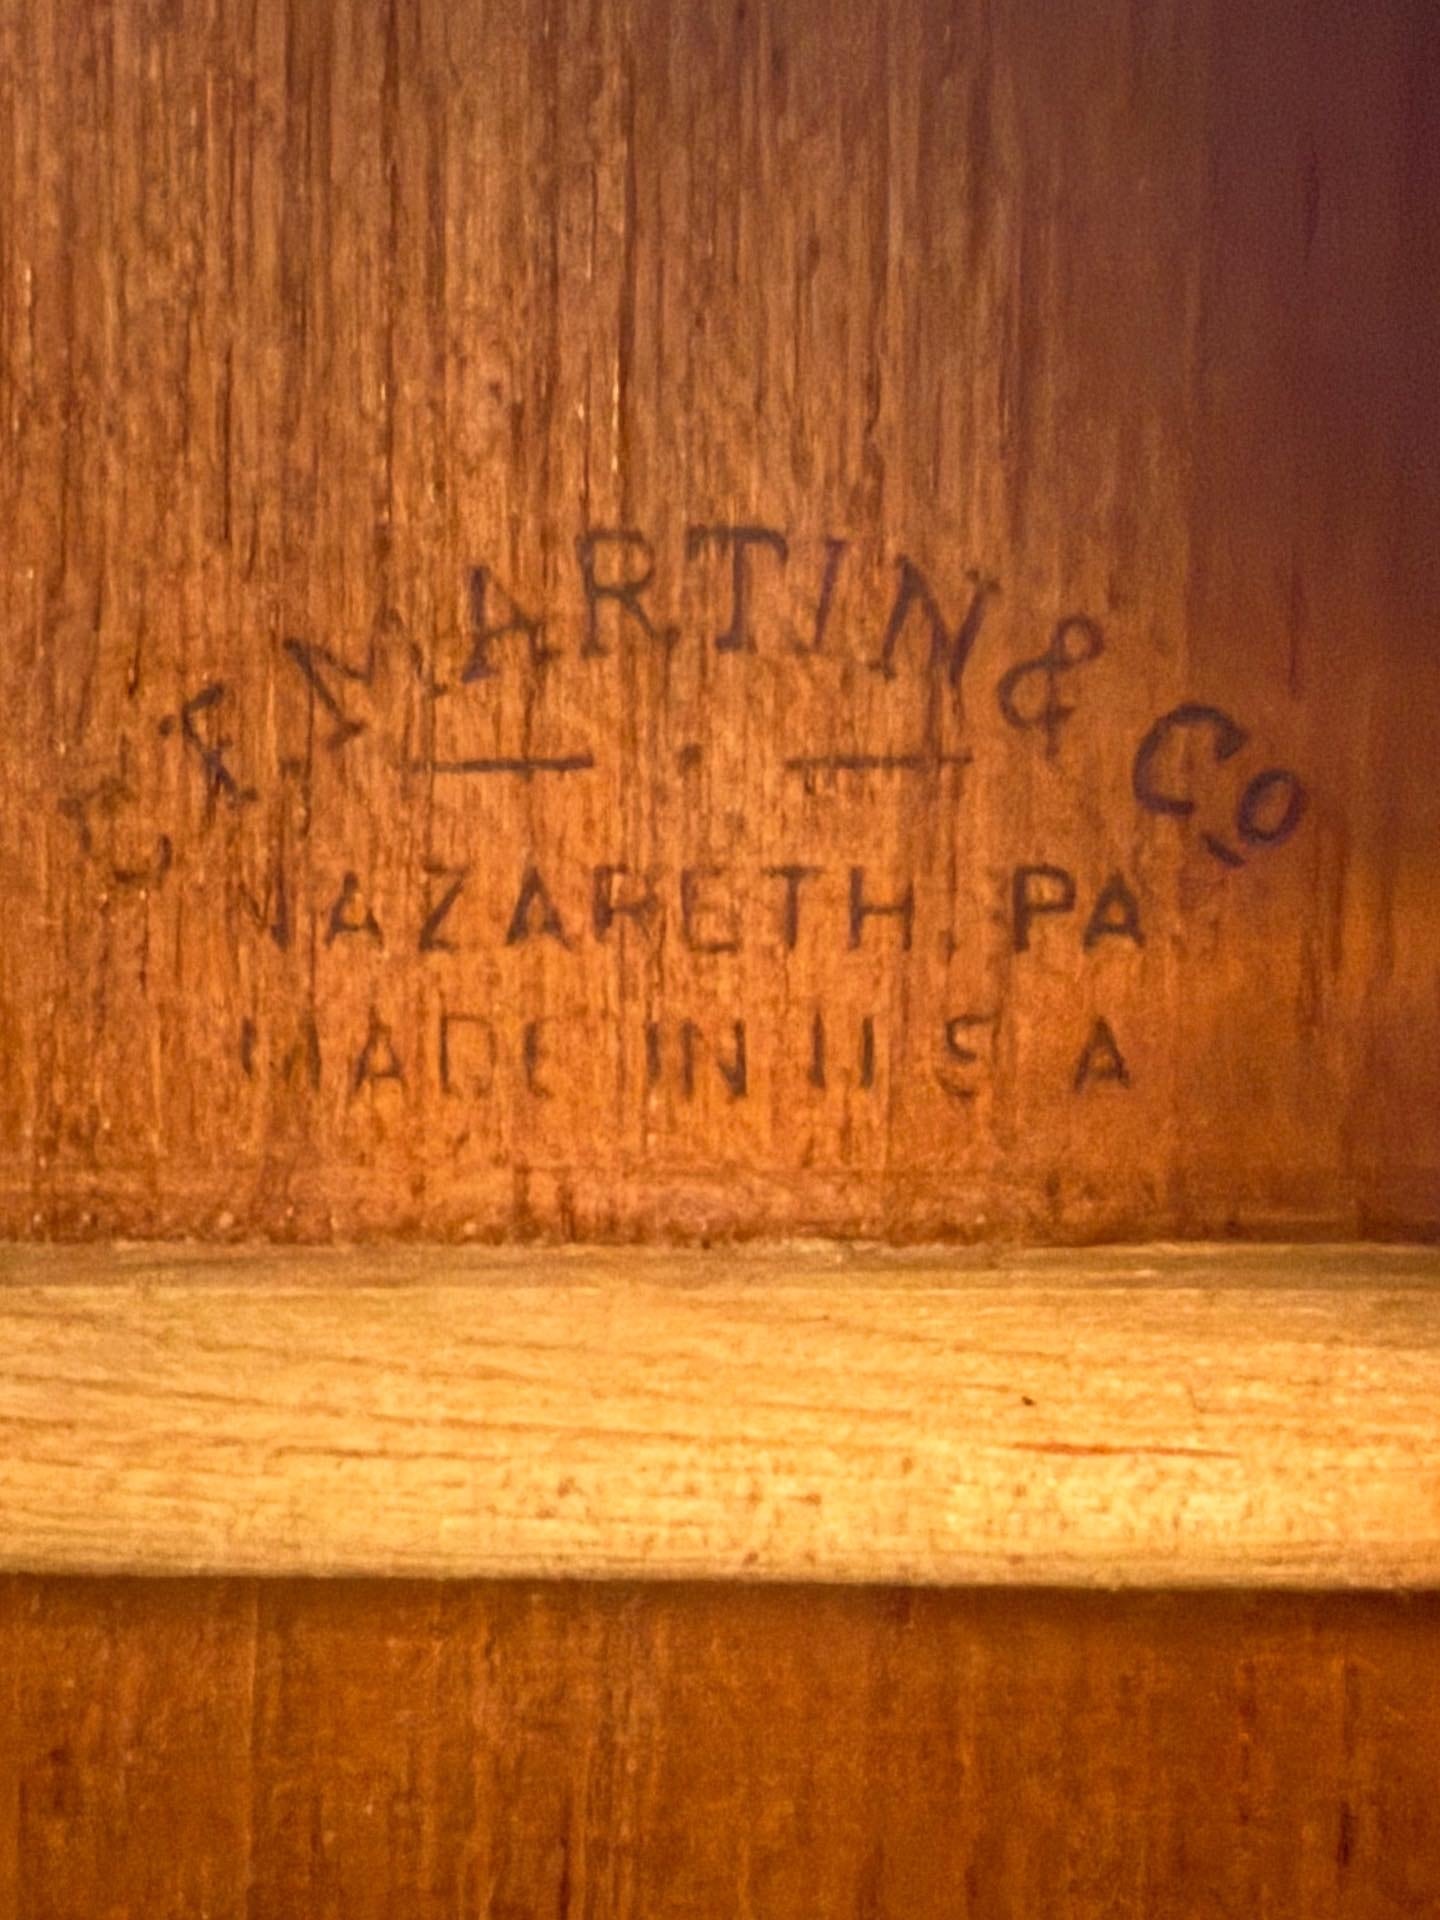 C F MARTIN & Co
NAZARETH, PA
MADE IN U S A